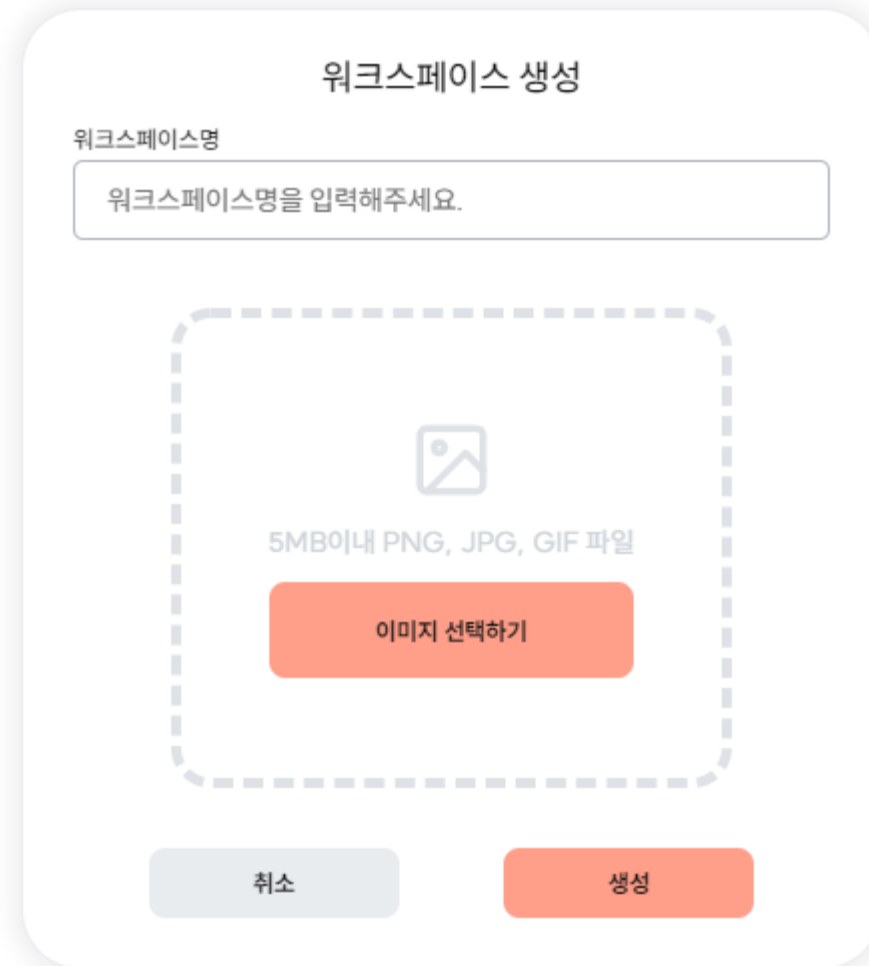 워크스페이스 생성
워크스페이스명
워크스페이스명을 입력해주세요.
5MB이내 PNG, JPG, GIF 파일
이미지 선택하기
취소
생성